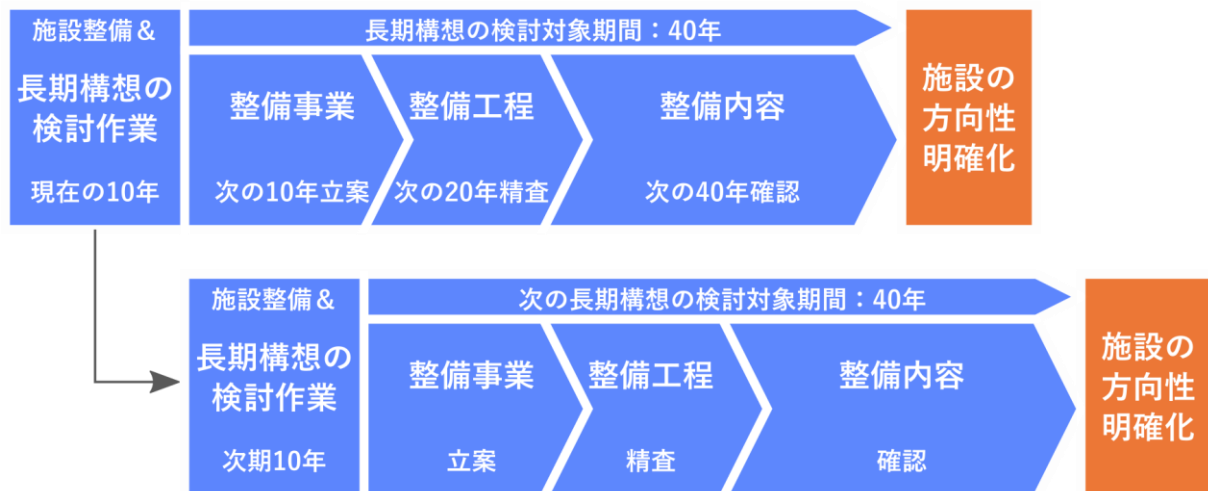 施設整備＆
長期構想の
検討作業
現在の10年
長期構想の検討対象期間：40年
整備事業
次の10年立案
整備工程
次の20年精査
整備内容
次の40年確認
施設の
方向性
明確化
施設整備＆
長期構想の
検討作業
次期10年
次の長期構想の検討対象期間：40年
整備事業
立案
整備工程
精査
整備内容
確認
施設の
方向性
明確化